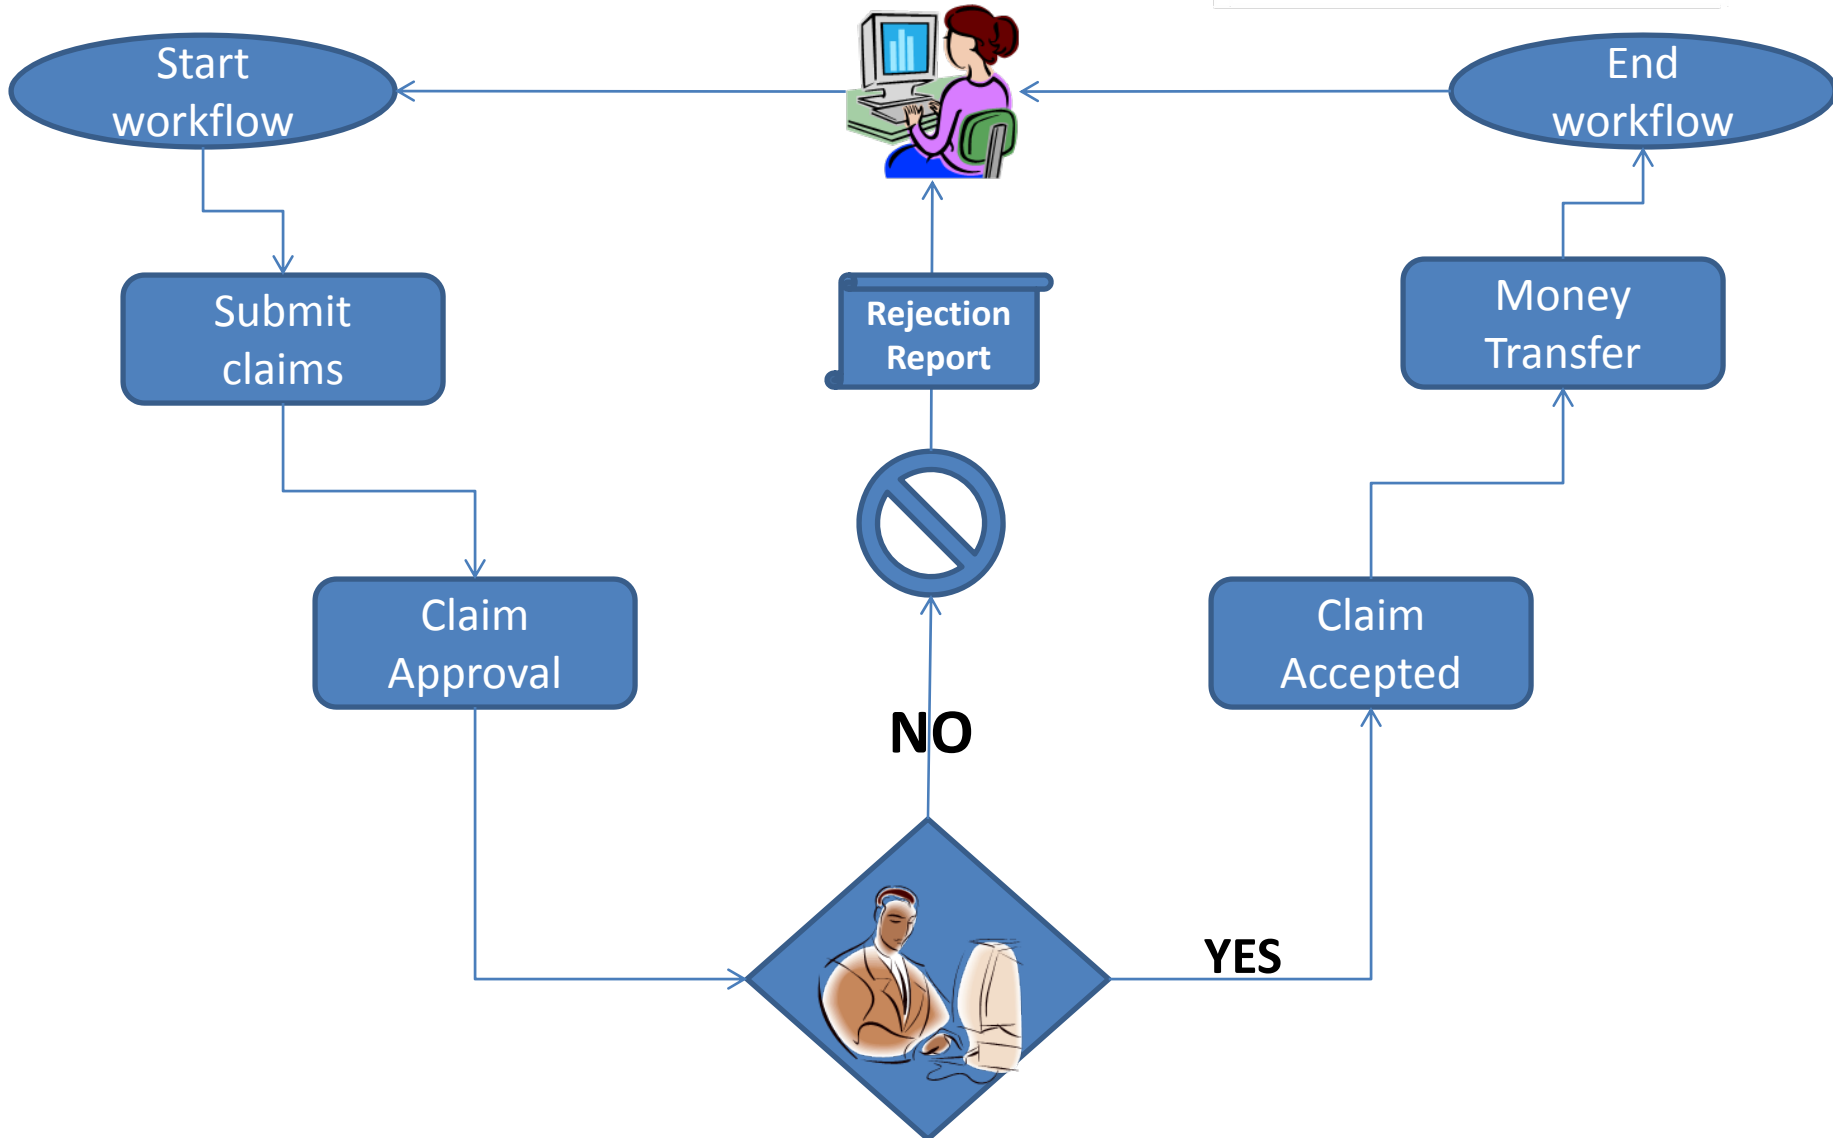 Start
workflow
End
workflow
Submit
claims
Rejection
Report
Money
Transfer
Claim
Approval
Claim
Accepted
NO
YES